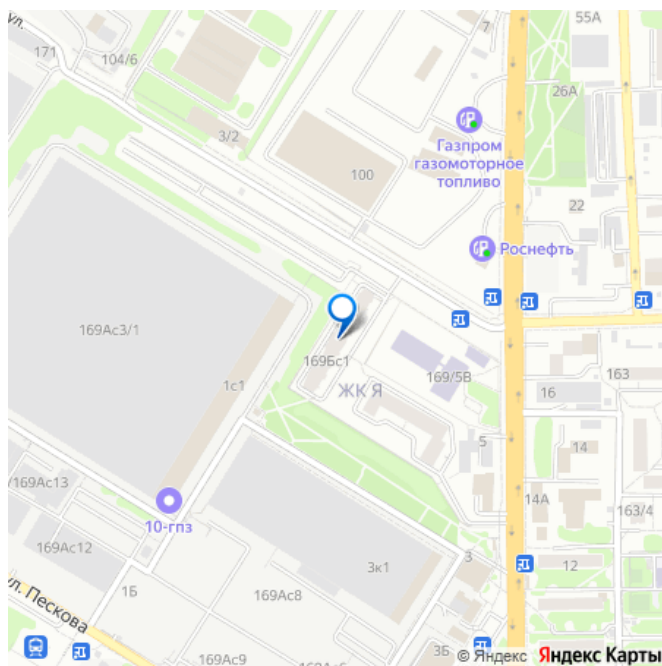 ул.
7
55А
171
104/6
26А
3/2
Газпром
газомоторное
топливо
100
22
Роснефть
169Ас3/1
169Бс1
1с1
ЖК Я
169/5В
163
16
5
14
/169Ас13
14А
163/4
10-гпз
169Ас12
3к1
3
12
1Б
169Ас8
ул. Пескова
169Ас9
3Б
© Яндекс Яндекс Карты